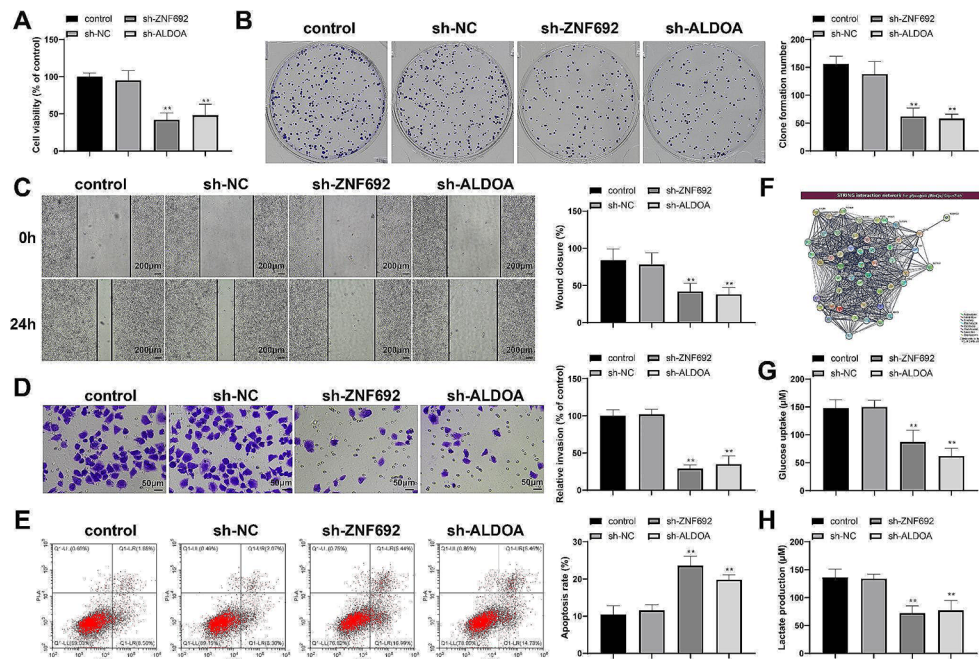 A
control
sh-ZNF692
sh-NC
sh-ALDOA
Cell viability (% of control)
150
100
50
0
**
**
B
control
sh-NC
sh-ZNF692
sh-ALDOA
control
sh-ZNF692
sh-NC
sh-ALDOA
Clone formation number
200
150
100
50
0
**
**
C
control
sh-NC
sh-ZNF692
sh-ALDOA
0h
200μm
200μm
200μm
200μm
24h
200μm
200μm
200μm
200μm
control
sh-ZNF692
sh-NC
sh-ALDOA
Wound closure (%)
150
100
50
0
**
**
F
D
control
sh-NC
sh-ZNF692
sh-ALDOA
50μm
50μm
50μm
50μm
control
sh-ZNF692
sh-NC
sh-ALDOA
Relative invasion (% of control)
150
100
50
0
**
**
G
control
sh-ZNF692
sh-NC
sh-ALDOA
Glucose uptake (μM)
200
150
100
50
0
**
**
E
control
sh-NC
sh-ZNF692
sh-ALDOA
PI-A
PI-A
PI-A
PI-A
control
sh-ZNF692
sh-NC
sh-ALDOA
Apoptosis rate (%)
30
20
10
0
**
**
H
control
sh-ZNF692
sh-NC
sh-ALDOA
Lactate production (μM)
200
150
100
50
0
**
**